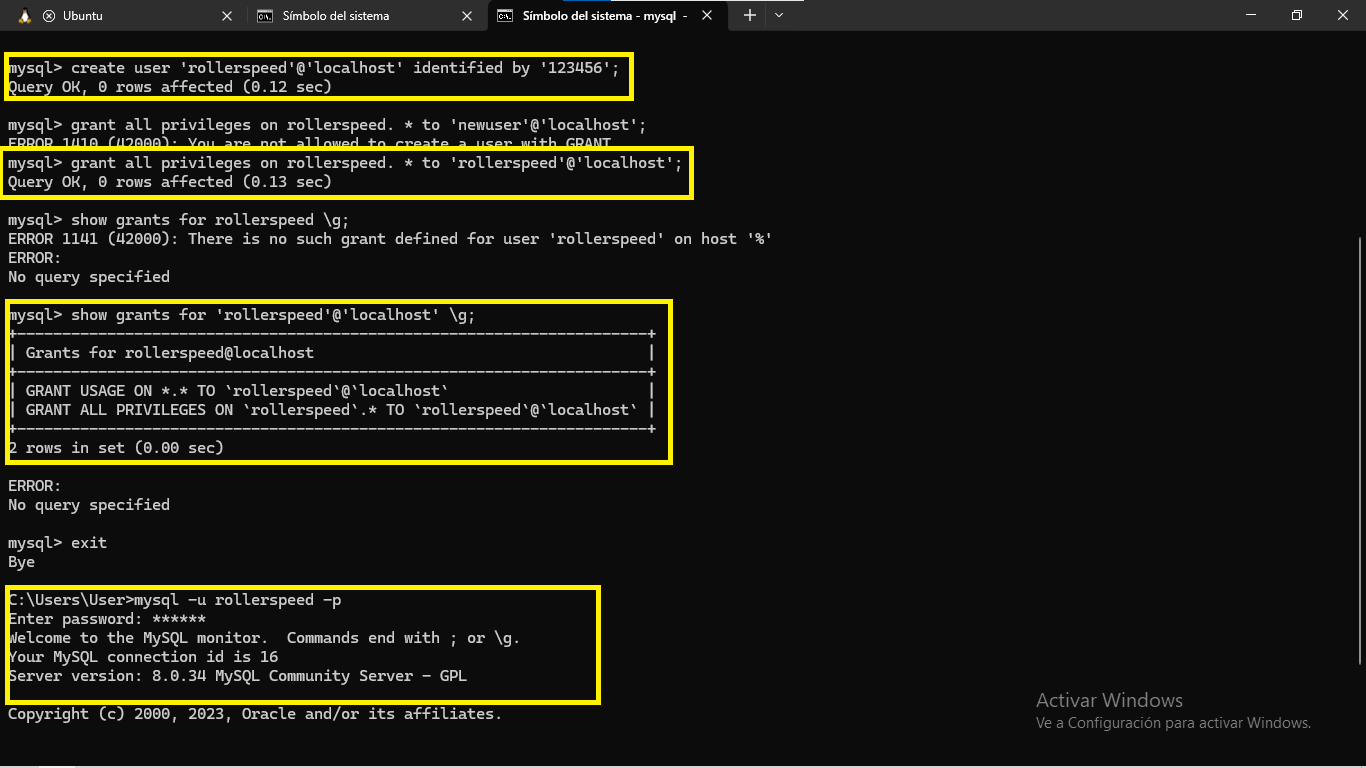 Ubuntu
Símbolo del sistema
Símbolo del sistema - mysql -
mysql> create user 'rollerspeed'@'localhost' identified by '123456';
Query OK, 0 rows affected (0.12 sec)
mysql> grant all privileges on rollerspeed. * to 'newuser'@'localhost';
ERROR 1410 (42000): You are not allowed to create a user with GRANT
mysql> grant all privileges on rollerspeed. * to 'rollerspeed'@'localhost';
Query OK, 0 rows affected (0.13 sec)
mysql> show grants for rollerspeed \g;
ERROR 1141 (42000): There is no such grant defined for user 'rollerspeed' on host '%'
ERROR:
No query specified
mysql> show grants for 'rollerspeed'@'localhost' \g;
+----------------------------------------------------------------------+
| Grants for rollerspeed@localhost                                     |
+----------------------------------------------------------------------+
| GRANT USAGE ON *.* TO `rollerspeed`@`localhost`                      |
| GRANT ALL PRIVILEGES ON `rollerspeed`.* TO `rollerspeed`@`localhost` |
+----------------------------------------------------------------------+
2 rows in set (0.00 sec)
ERROR:
No query specified
mysql> exit
Bye
C:\Users\User>mysql -u rollerspeed -p
Enter password: ******
Welcome to the MySQL monitor.  Commands end with ; or \g.
Your MySQL connection id is 16
Server version: 8.0.34 MySQL Community Server - GPL
Copyright (c) 2000, 2023, Oracle and/or its affiliates.
Activar Windows
Ve a Configuración para activar Windows.